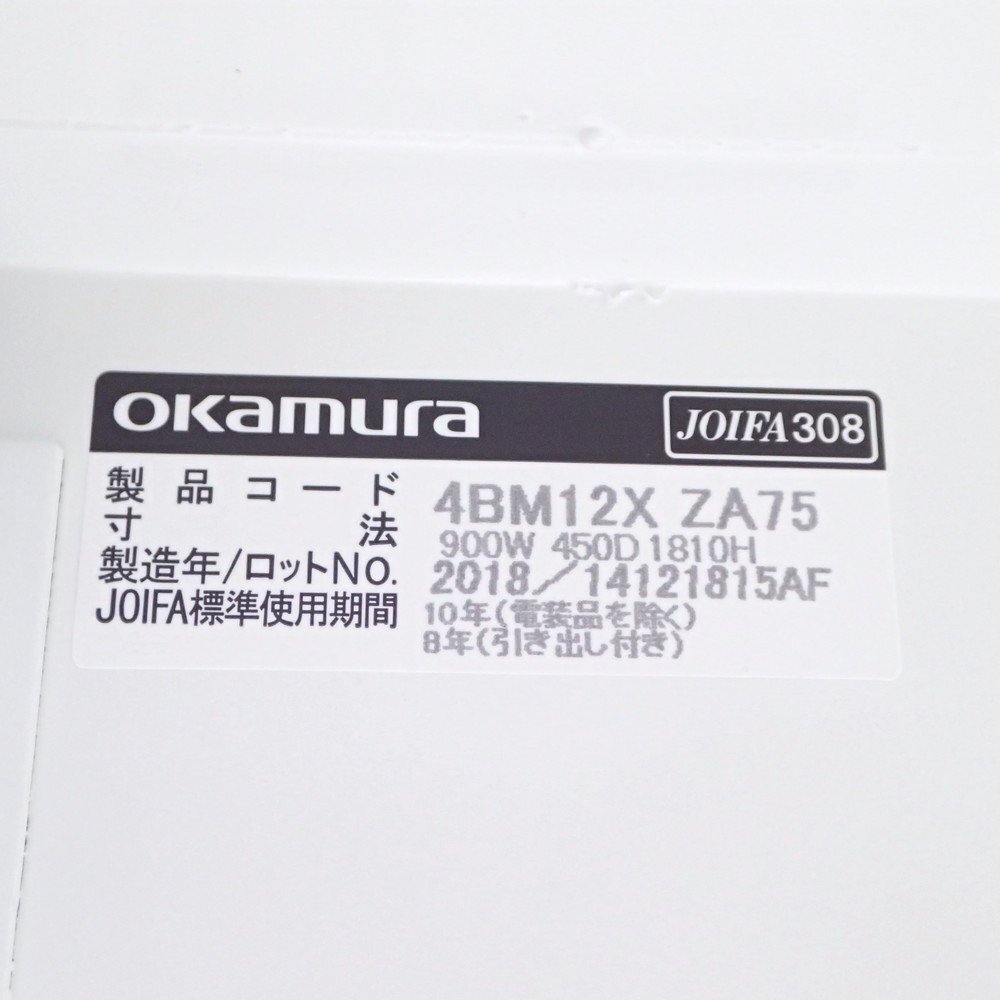 okamura JOIFA308
製品コード 4BM12X ZA75
寸法 900W 450D 1810H
製造年/ロットNo. 2018/14121815AF
JOIFA標準使用期間 10年(電装品を除く)
8年(引き出し付き)